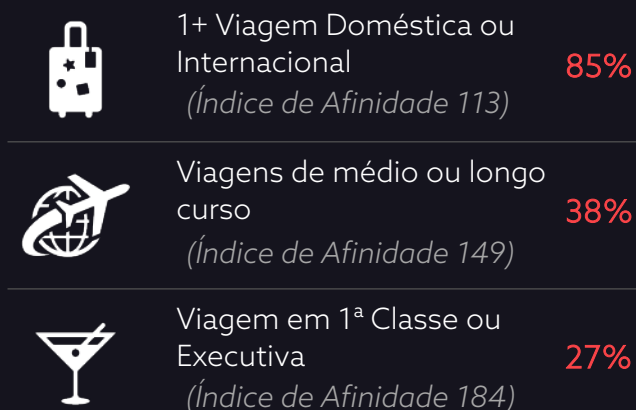 1+ Viagem Doméstica ou
Internacional
85%
(Índice de Afinidade 113)
Viagens de médio ou longo
curso
38%
(Índice de Afinidade 149)
Viagem em 1ª Classe ou
Executiva
27%
(Índice de Afinidade 184)